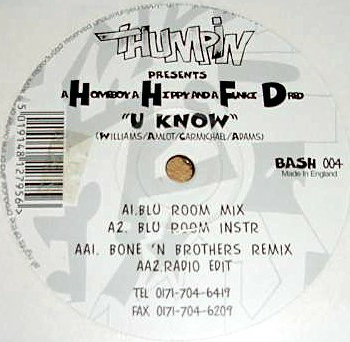 THUMPIN
PRESENTS
A HOMEBOY A HIPPY AND A FUNKI DRED
"U KNOW"
(WILLIAMS/AMLOT/CARMICHAEL/ADAMS)
BASH 004
Made In England
5019148127956>
A1.BLU ROOM MIX
A2. BLU ROOM INSTR
AA1. BONE 'N BROTHERS REMIX
AA2.RADIO EDIT
TEL 0171-704-6419
FAX 0171-704-6209